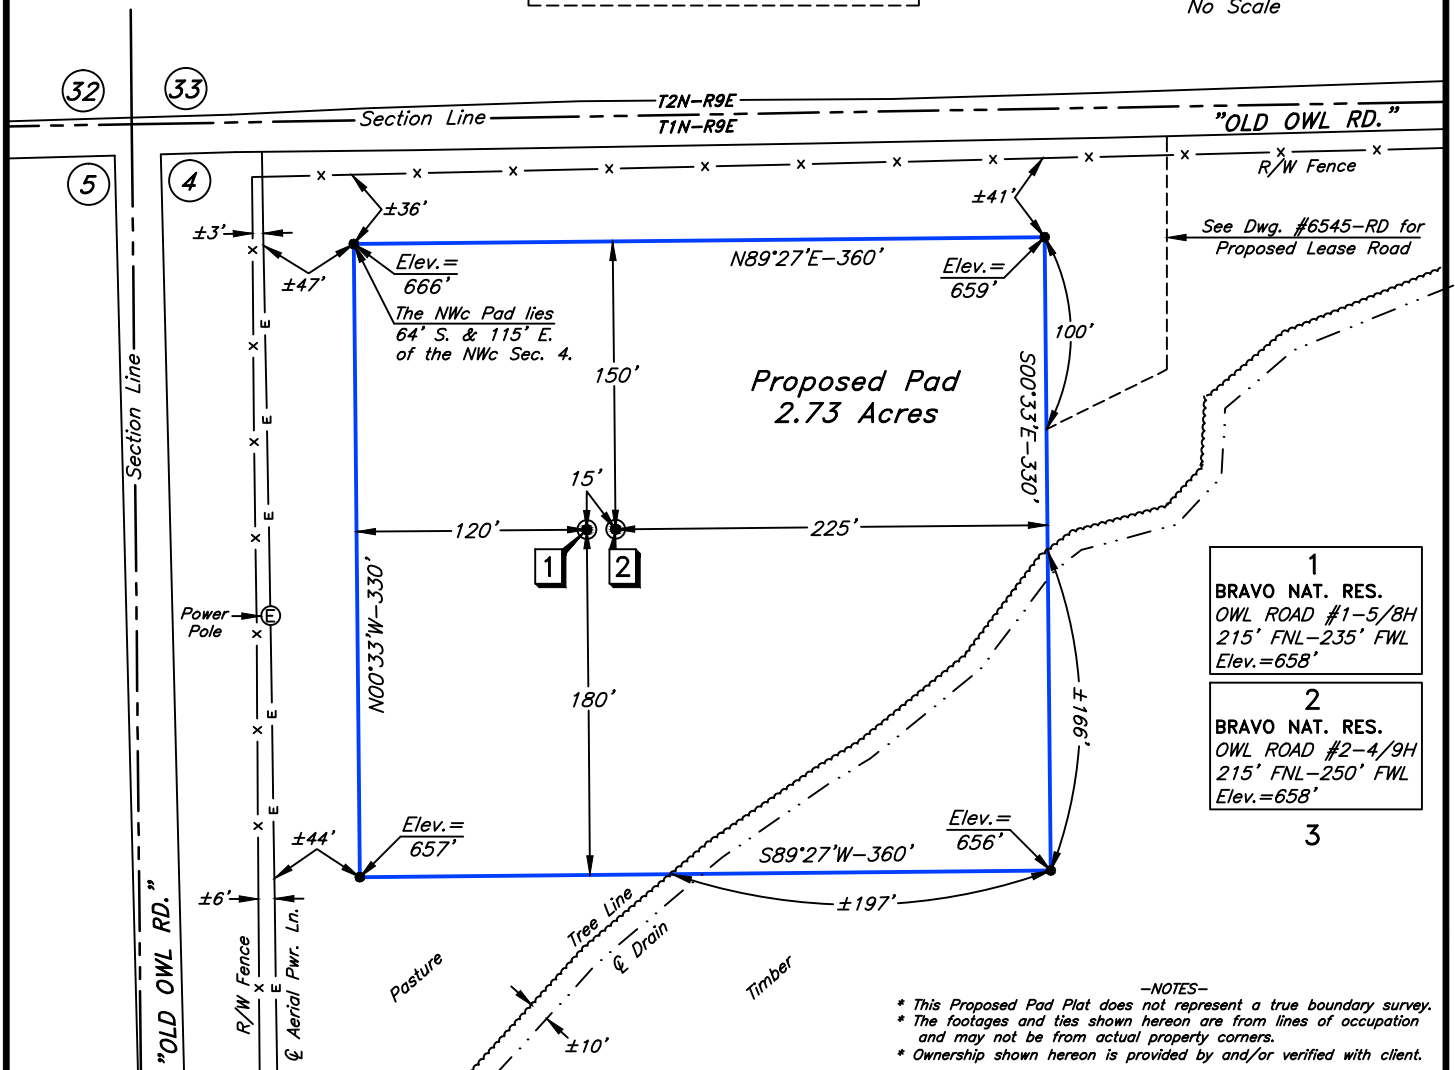 No Scale
32
33
T2N-R9E
Section Line
T1N-R9E
"OLD OWL RD."
5
4
R/W Fence
±3'
±36'
±41'
See Dwg. #6545-RD for
Proposed Lease Road
±47'
Elev.=
666'
N89°27'E-360'
Elev.=
659'
The NWc Pad lies
64' S. & 115' E.
of the NWc Sec. 4.
100'
150'
Proposed Pad
2.73 Acres
S00°33'E-330'
Section Line
15'
120'
225'
1
2
N00°33'W-330'
Power
Pole
E
180'
±166'
1
BRAVO NAT. RES.
OWL ROAD #1-5/8H
215' FNL-235' FWL
Elev.=658'
2
BRAVO NAT. RES.
OWL ROAD #2-4/9H
215' FNL-250' FWL
Elev.=658'
3
±44'
Elev.=
657'
Elev.=
656'
S89°27'W-360'
±6'
±197'
"OLD OWL RD."
R/W Fence
℄ Aerial Pwr. Ln.
Pasture
Tree Line
℄ Drain
Timber
±10'
-NOTES-
* This Proposed Pad Plat does not represent a true boundary survey.
* The footages and ties shown hereon are from lines of occupation
and may not be from actual property corners.
* Ownership shown hereon is provided by and/or verified with client.